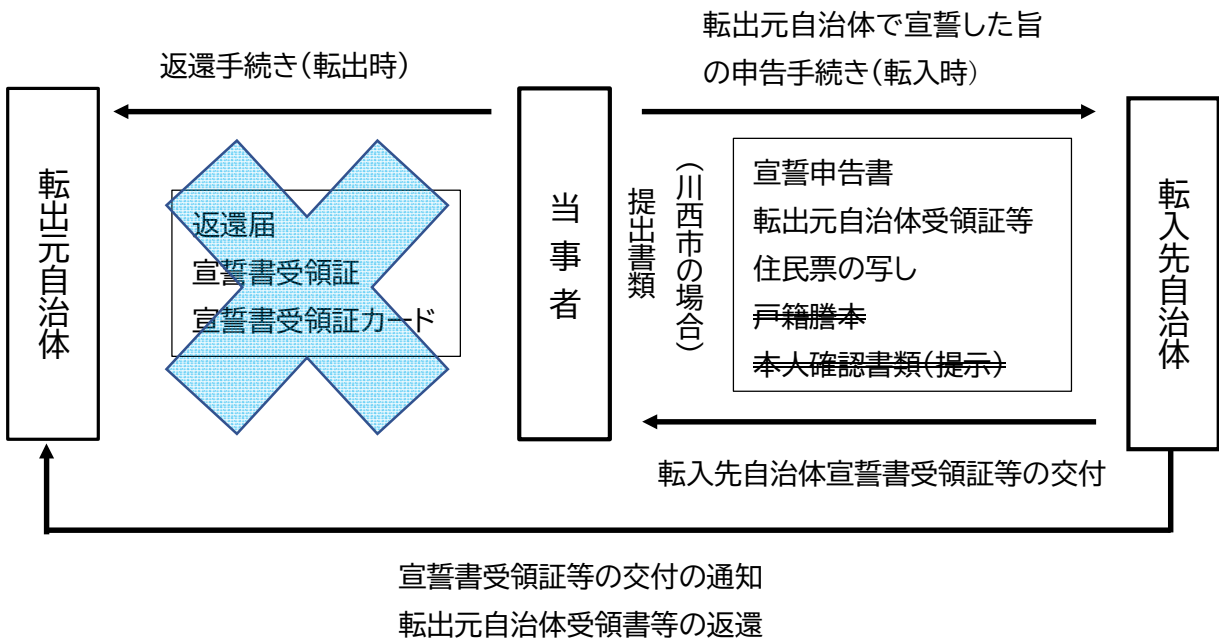 転出元自治体で宣誓した旨
の申告手続き(転入時)
返還手続き(転出時)
転出元自治体
返還届
宣誓書受領証
宣誓書受領証カード
当事者
提出書類
(川西市の場合)
宣誓申告書
転出元自治体受領証等
住民票の写し
戸籍謄本
本人確認書類(提示)
転入先自治体
転入先自治体宣誓書受領証等の交付
宣誓書受領証等の交付の通知
転出元自治体受領書等の返還